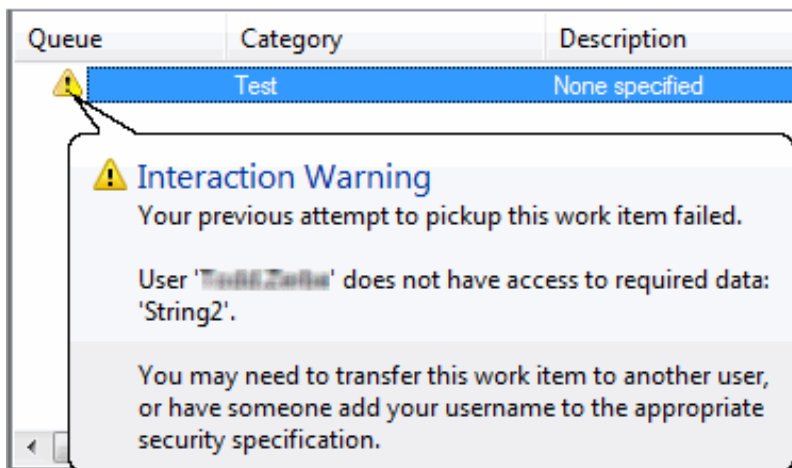 Queue Category Description
Test None specified
Interaction Warning
Your previous attempt to pickup this work item failed.
User ' ' does not have access to required data:
'String2'.
You may need to transfer this work item to another user,
or have someone add your username to the appropriate
security specification.